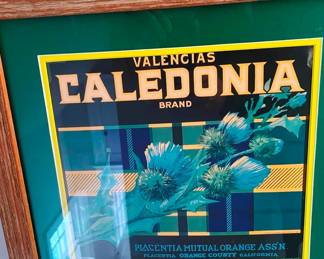 VALENCIAS
CALEDONIA
BRAND
PLACENTIA MUTUAL ORANGE ASS'N.
PLACENTIA ORANGE COUNTY CALIFORNIA